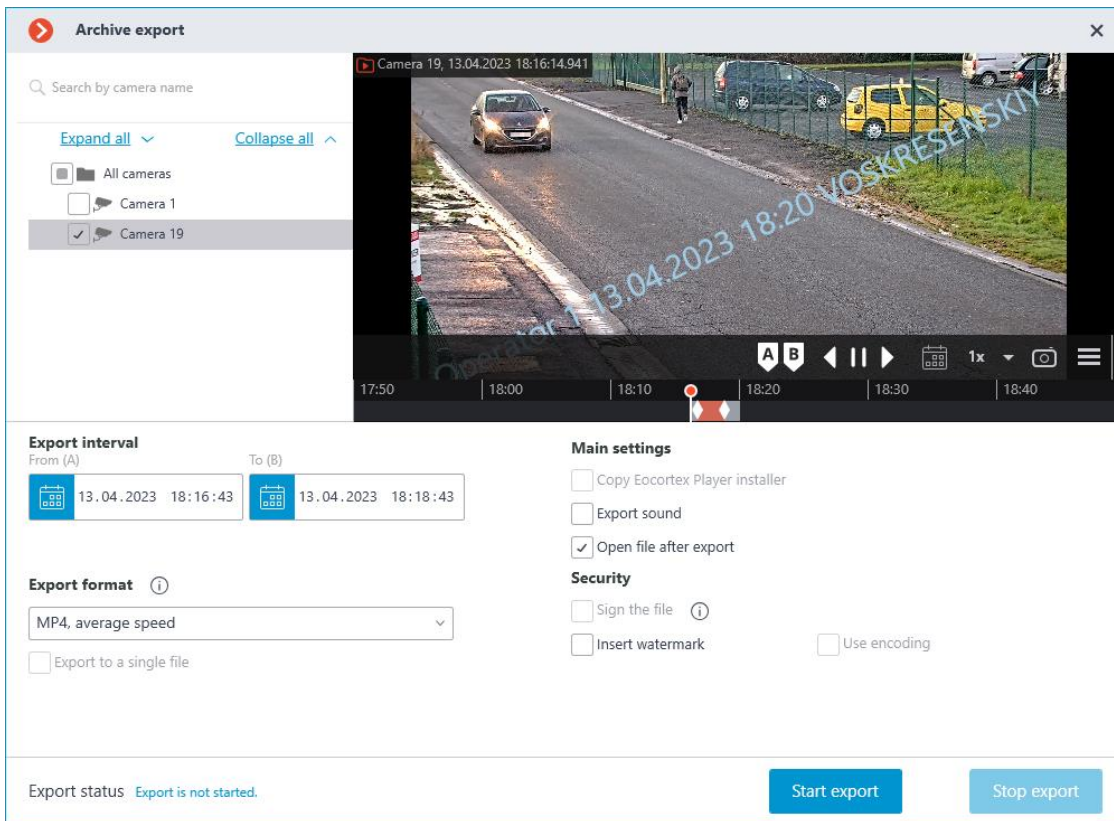 Archive export
Search by camera name
Expand all
Collapse all
All cameras
Camera 1
Camera 19
Camera 19, 13.04.2023 18:16:14.941
Operator 1 13.04.2023 18:20 VOSKRESENSKIY
A B 1x
17:50 18:00 18:10 18:20 18:30 18:40
Export interval
From (A) To (B)
13.04.2023 18:16:43 13.04.2023 18:18:43
Export format
MP4, average speed
Export to a single file
Main settings
Copy Eocortex Player installer
Export sound
Open file after export
Security
Sign the file
Insert watermark Use encoding
Export status Export is not started.
Start export Stop export